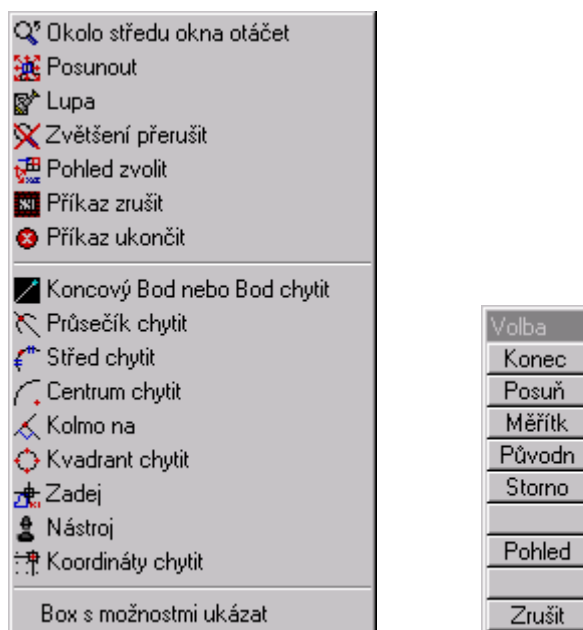 Okolo středu okna otáčet
Posunout
Lupa
Zvětšení přerušit
Pohled zvolit
Příkaz zrušit
Příkaz ukončit
Koncový Bod nebo Bod chytit
Průsečík chytit
Střed chytit
Centrum chytit
Kolmo na
Kvadrant chytit
Zadej
Nástroj
Koordináty chytit
Box s možnostmi ukázat
Volba
Konec
Posuň
Měřítk
Původn
Storno
Pohled
Zrušit